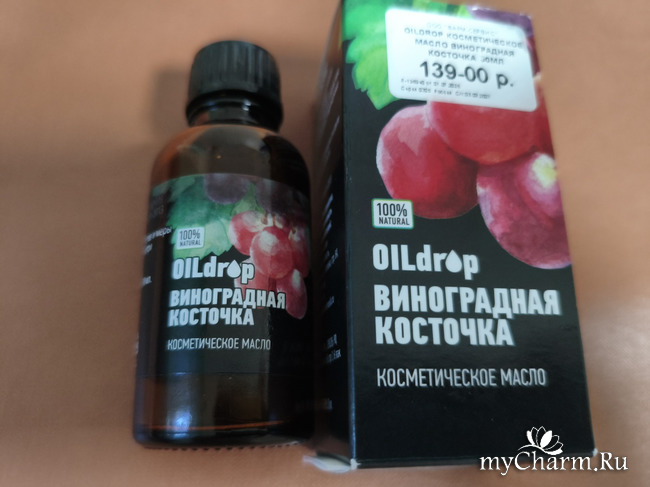 100%
NATURAL
OILdrop
ВИНОГРАДНАЯ
КОСТОЧКА
КОСМЕТИЧЕСКОЕ МАСЛО
OILDROP КОСМЕТИЧЕСКОЕ
МАСЛО ВИНОГРАДНАЯ
КОСТОЧКА 30МЛ
139-00 р.
100%
NATURAL
OILdrop
ВИНОГРАДНАЯ
КОСТОЧКА
КОСМЕТИЧЕСКОЕ МАСЛО
myCharm.Ru